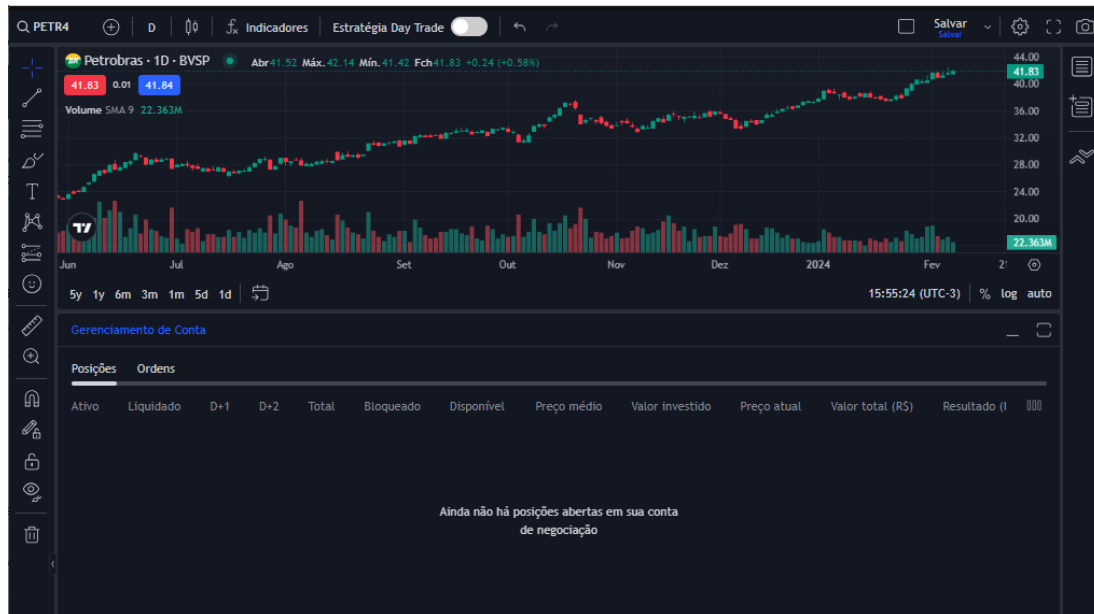 PETR4 D Indicadores Estratégia Day Trade Salvar
Salvar
Petrobras · 1D · BVSP Abr41.52 Máx.42.14 Mín.41.42 Fch41.83 +0.24 (+0.58%)
41.83 0.01 41.84
Volume SMA 9 22.363M
44.00
41.83
40.00
36.00
32.00
28.00
24.00
20.00
22.363M
Jun Jul Ago Set Out Nov Dez 2024 Fev
5y 1y 6m 3m 1m 5d 1d 15:55:24 (UTC-3) % log auto
Gerenciamento de Conta
Posições Ordens
Ativo Liquidado D+1 D+2 Total Bloqueado Disponível Preço médio Valor investido Preço atual Valor total (R$) Resultado (
Ainda não há posições abertas em sua conta
de negociação